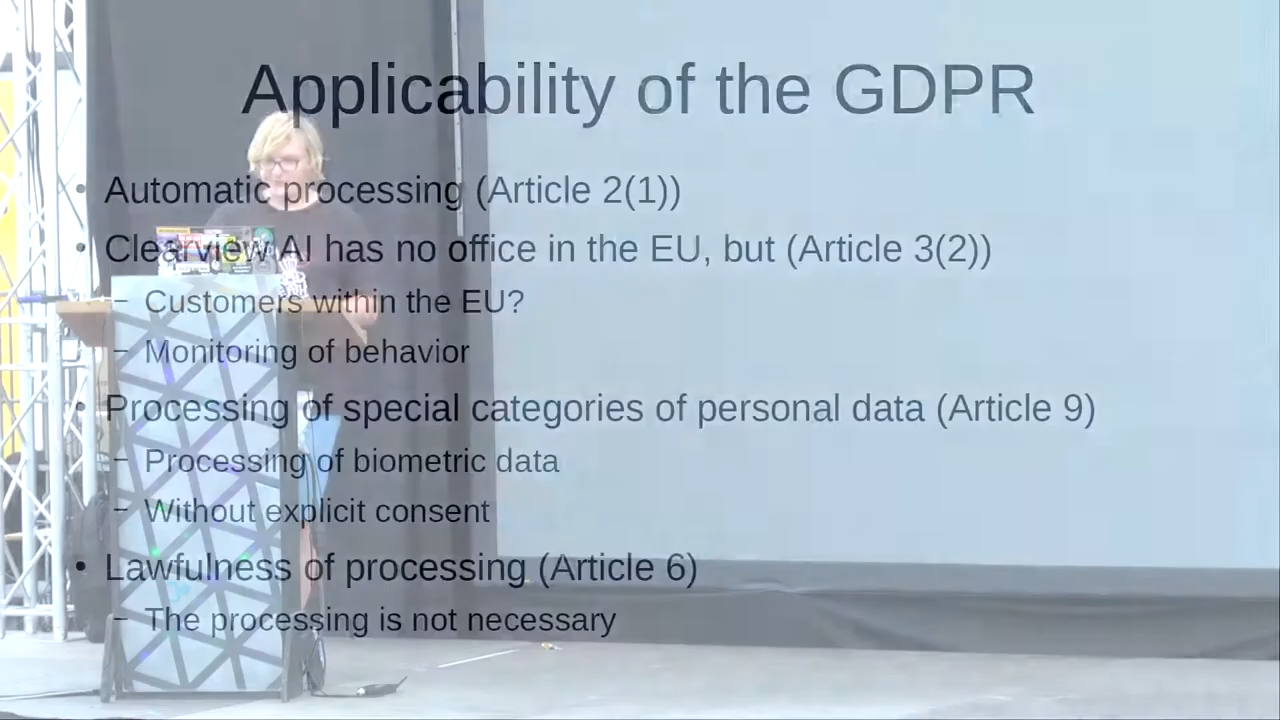 Applicability of the GDPR
• Automatic processing (Article 2(1))
• Clearview AI has no office in the EU, but (Article 3(2))
– Customers within the EU?
– Monitoring of behavior
• Processing of special categories of personal data (Article 9)
– Processing of biometric data
– Without explicit consent
• Lawfulness of processing (Article 6)
– The processing is not necessary